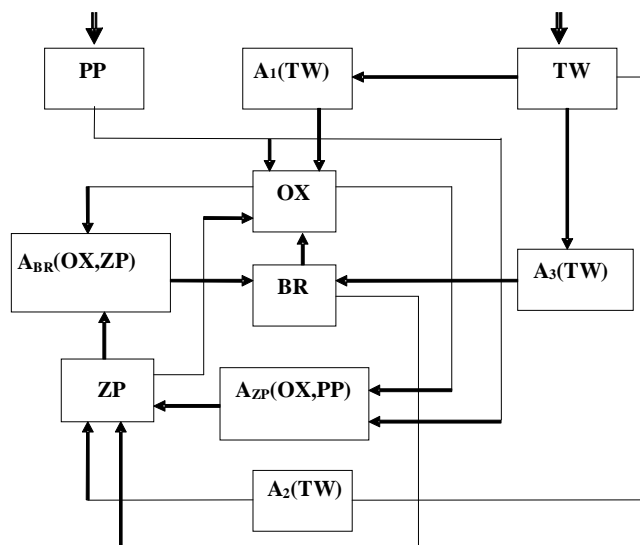 PP
A1(TW)
TW
OX
ABR(OX,ZP)
BR
A3(TW)
ZP
AZP(OX,PP)
A2(TW)